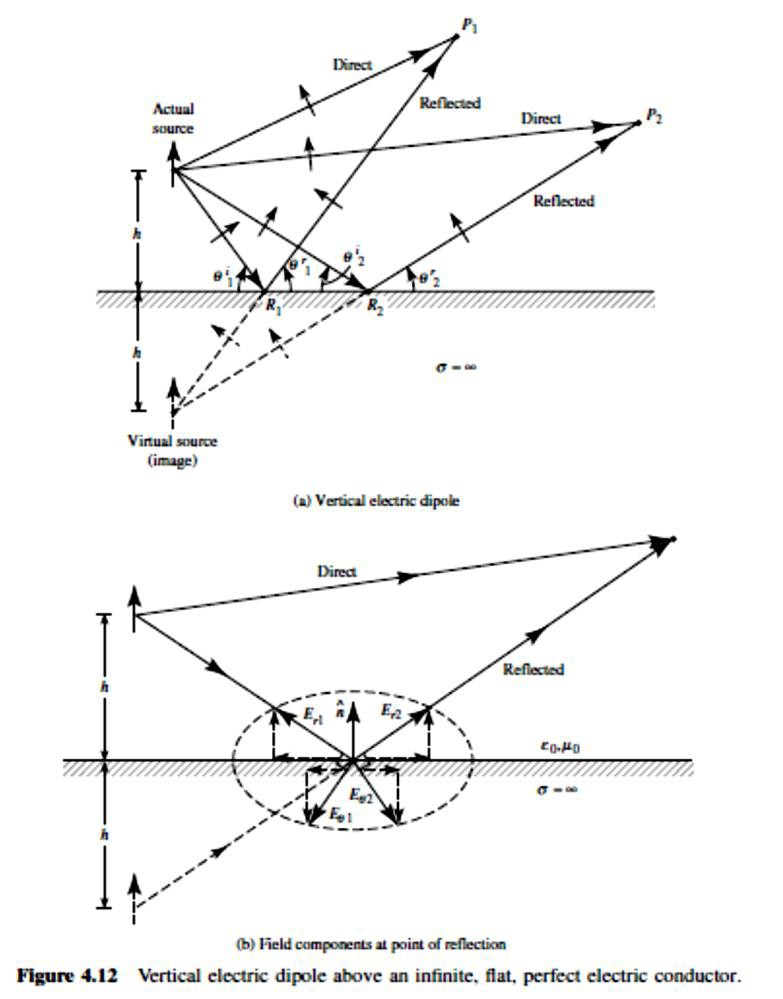 P₁
Direct
Reflected
Actual
source
Direct
P₂
Reflected
h
θⁱ₁
θʳ₁
θⁱ₂
θʳ₂
R₁
R₂
h
σ = ∞
Virtual source
(image)
(a) Vertical electric dipole
Direct
Reflected
h
Eᵣ₁
n̂
Eᵣ₂
ε₀,μ₀
σ = ∞
E_θ2
E_θ1
h
(b) Field components at point of reflection
Figure 4.12 Vertical electric dipole above an infinite, flat, perfect electric conductor.